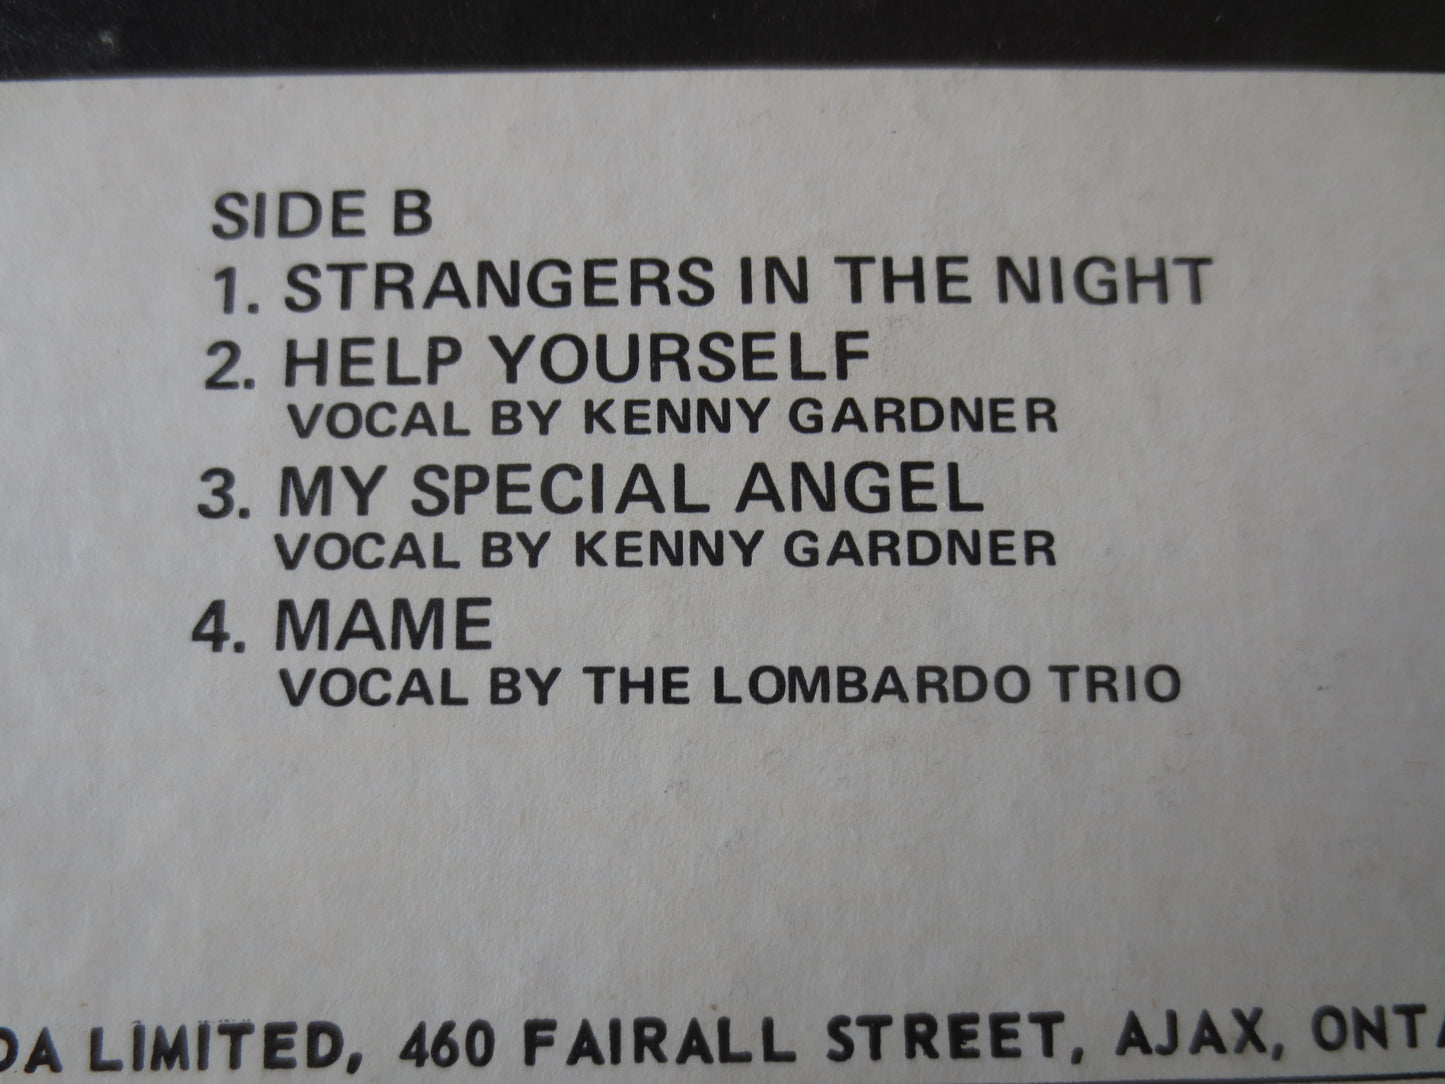 SIDE B
1. STRANGERS IN THE NIGHT
2. HELP YOURSELF
VOCAL BY KENNY GARDNER
3. MY SPECIAL ANGEL
VOCAL BY KENNY GARDNER
4. MAME
VOCAL BY THE LOMBARDO TRIO
LIMITED, 460 FAIRALL STREET, AJAX,